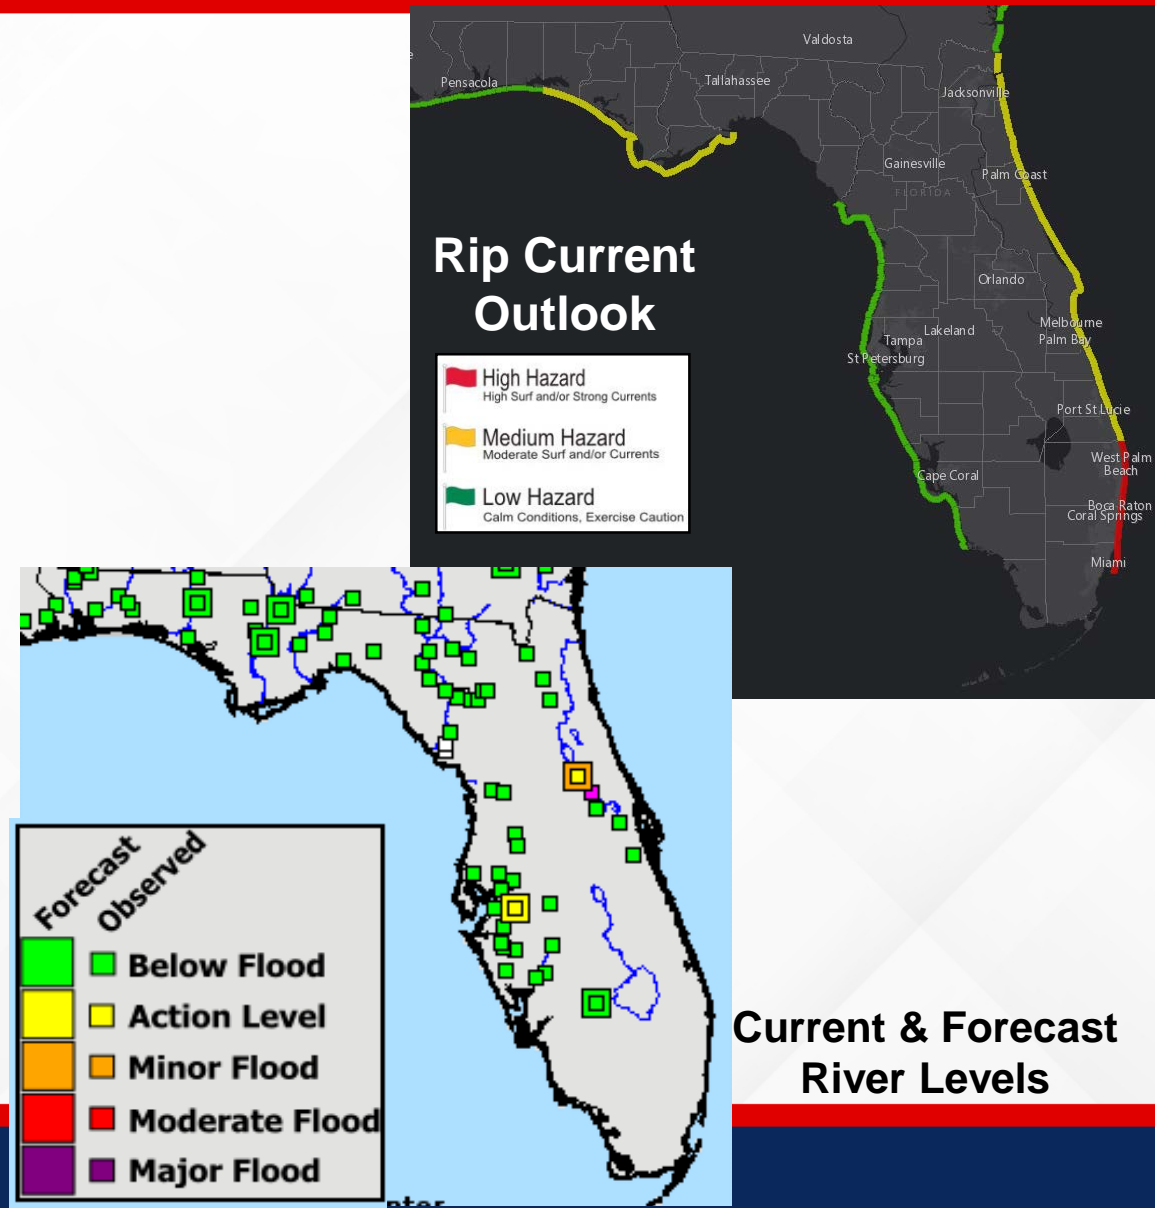 Valdosta
Pensacola
Tallahassee
Jacksonville
Gainesville
Palm Coast
FLORIDA
Rip Current
Outlook
Orlando
Melbourne
Palm Bay
Lakeland
Tampa
St Petersburg
High Hazard
High Surf and/or Strong Currents
Medium Hazard
Moderate Surf and/or Currents
Low Hazard
Calm Conditions, Exercise Caution
Port St Lucie
West Palm
Beach
Cape Coral
Boca Raton
Coral Springs
Miami
Forecast
Observed
Below Flood
Action Level
Minor Flood
Moderate Flood
Major Flood
Current & Forecast
River Levels